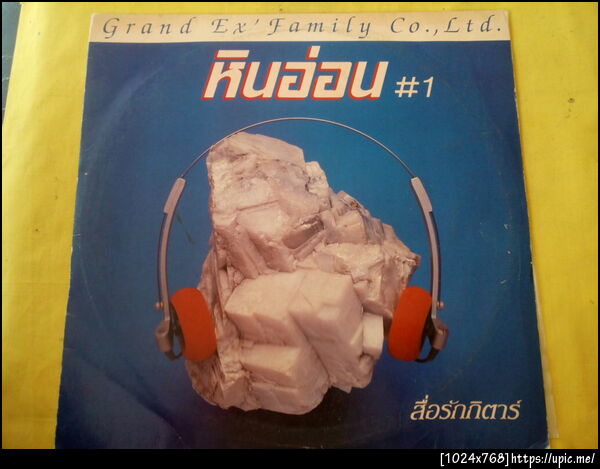 Grand Ex' Family Co.,Ltd.
หินอ่อน #1
สื่อรักกิตาร์
[1024x768]https://upic.me/